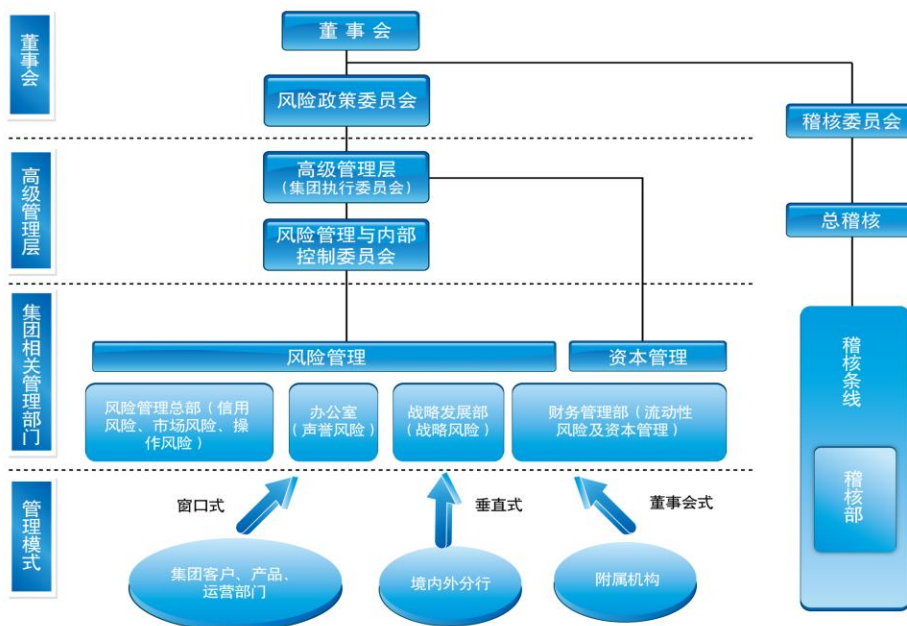 董事会
董 事 会
风险政策委员会
稽核委员会
高级管理层
高级管理层
(集团执行委员会)
风险管理与内部
控制委员会
总稽核
集团相关管理部门
风险管理
资本管理
风险管理总部(信用
风险、市场风险、操
作风险)
办公室
(声誉风险)
战略发展部
(战略风险)
财务管理部(流动性
风险及资本管理)
稽核条线
稽核部
管理模式
窗口式
垂直式
董事会式
集团客户、产品、
运营部门
境内外分行
附属机构